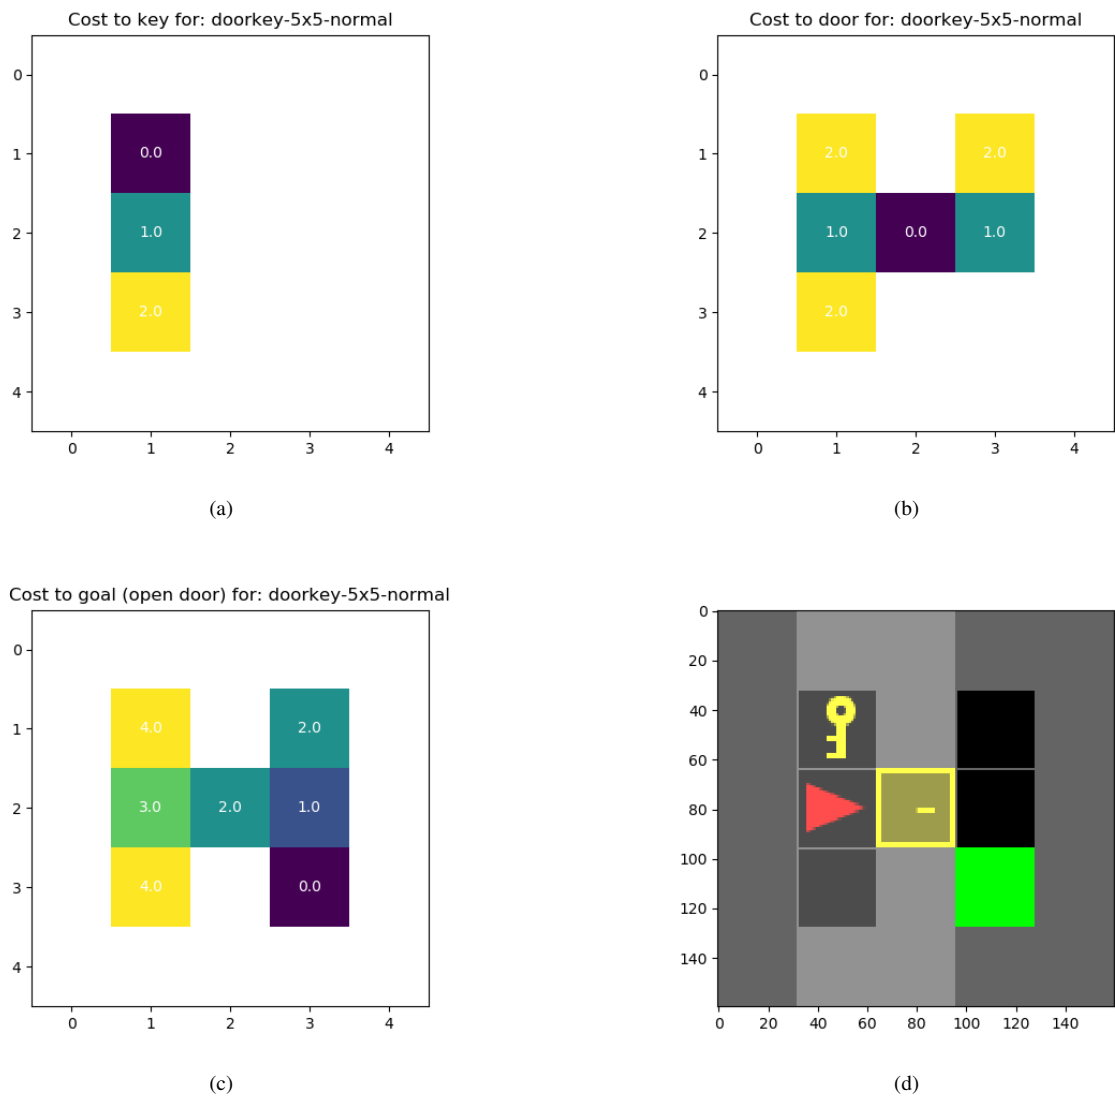 Cost to key for: doorkey-5x5-normal
0
1
2
3
4
0.0
1.0
2.0
0 1 2 3 4
(a)
Cost to door for: doorkey-5x5-normal
0
1
2
3
4
2.0 2.0
1.0 0.0 1.0
2.0
0 1 2 3 4
(b)
Cost to goal (open door) for: doorkey-5x5-normal
0
1
2
3
4
4.0 2.0
3.0 2.0 1.0
4.0 0.0
0 1 2 3 4
(c)
0
20
40
60
80
100
120
140
0 20 40 60 80 100 120 140
(d)